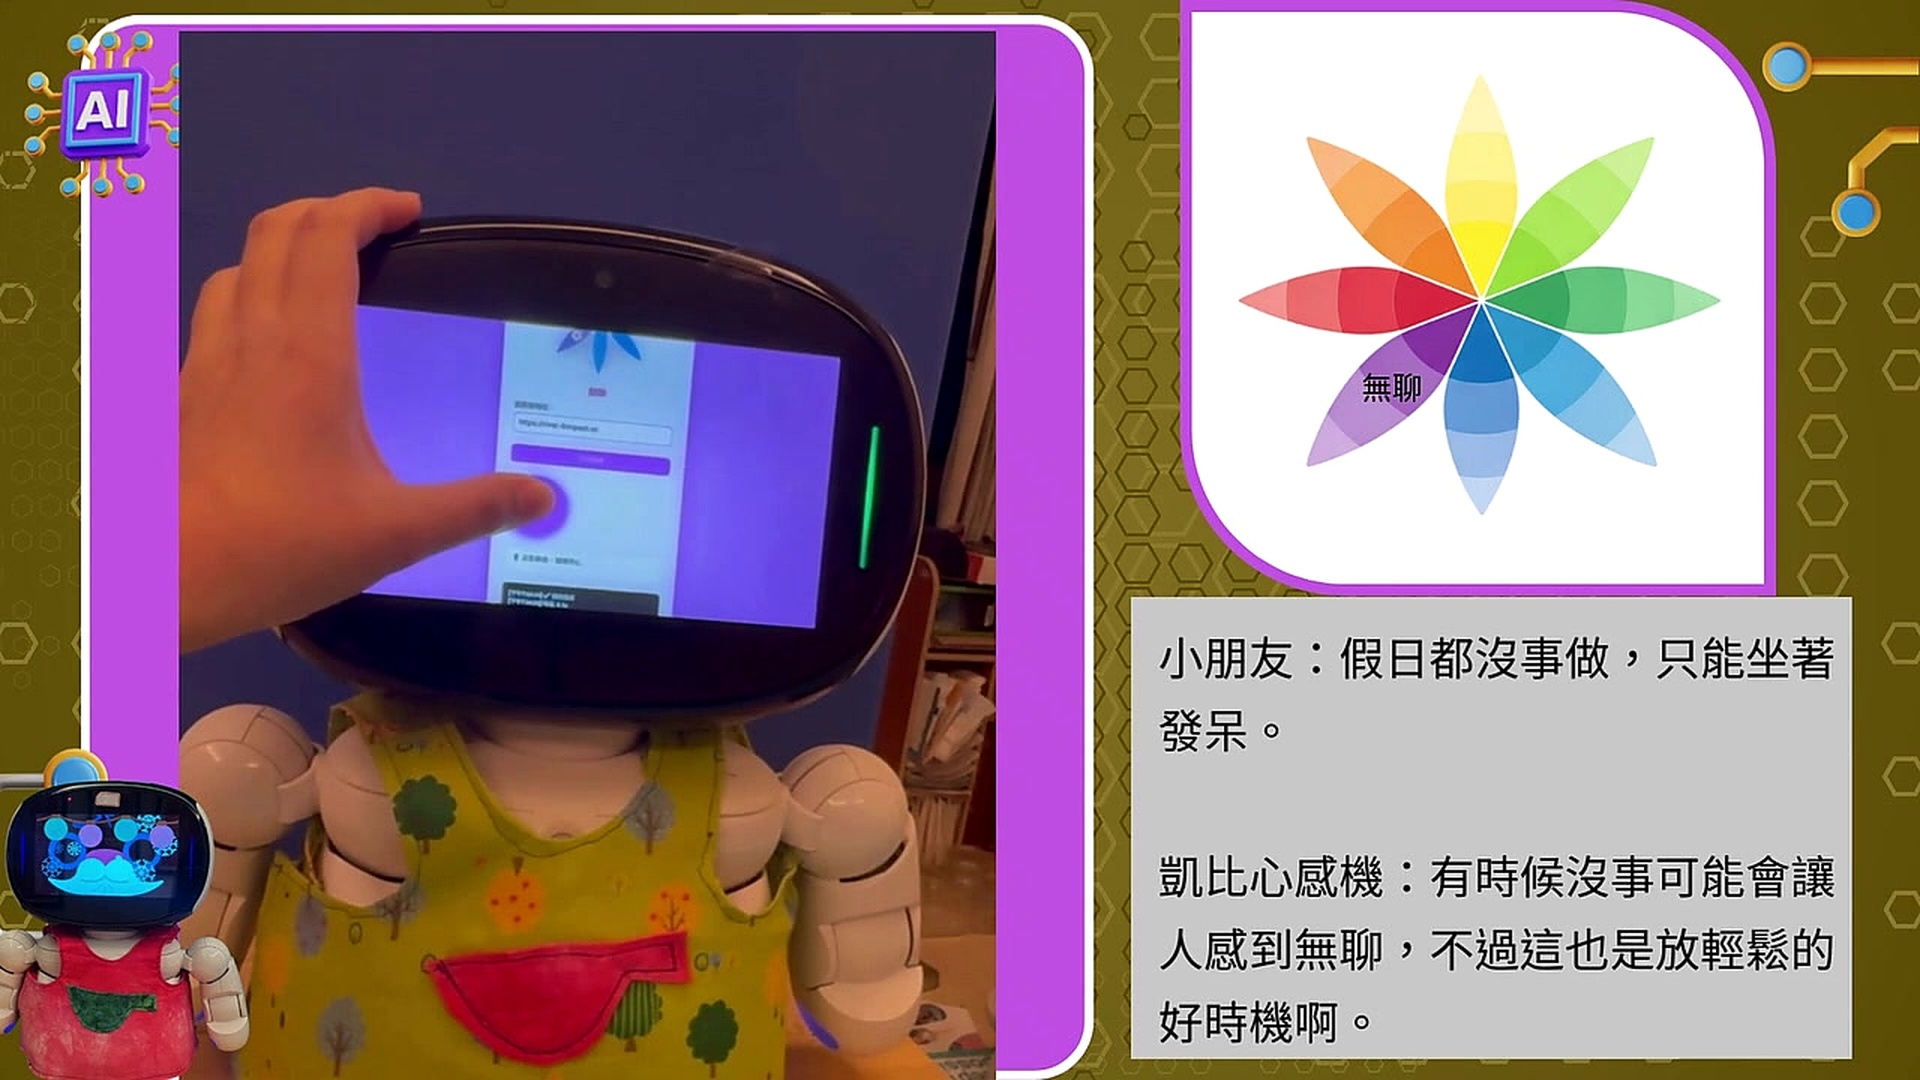 AI
https://
無聊
小朋友：假日都沒事做，只能坐著
發呆。
凱比心感機：有時候沒事可能會讓
人感到無聊，不過這也是放輕鬆的
好時機啊。